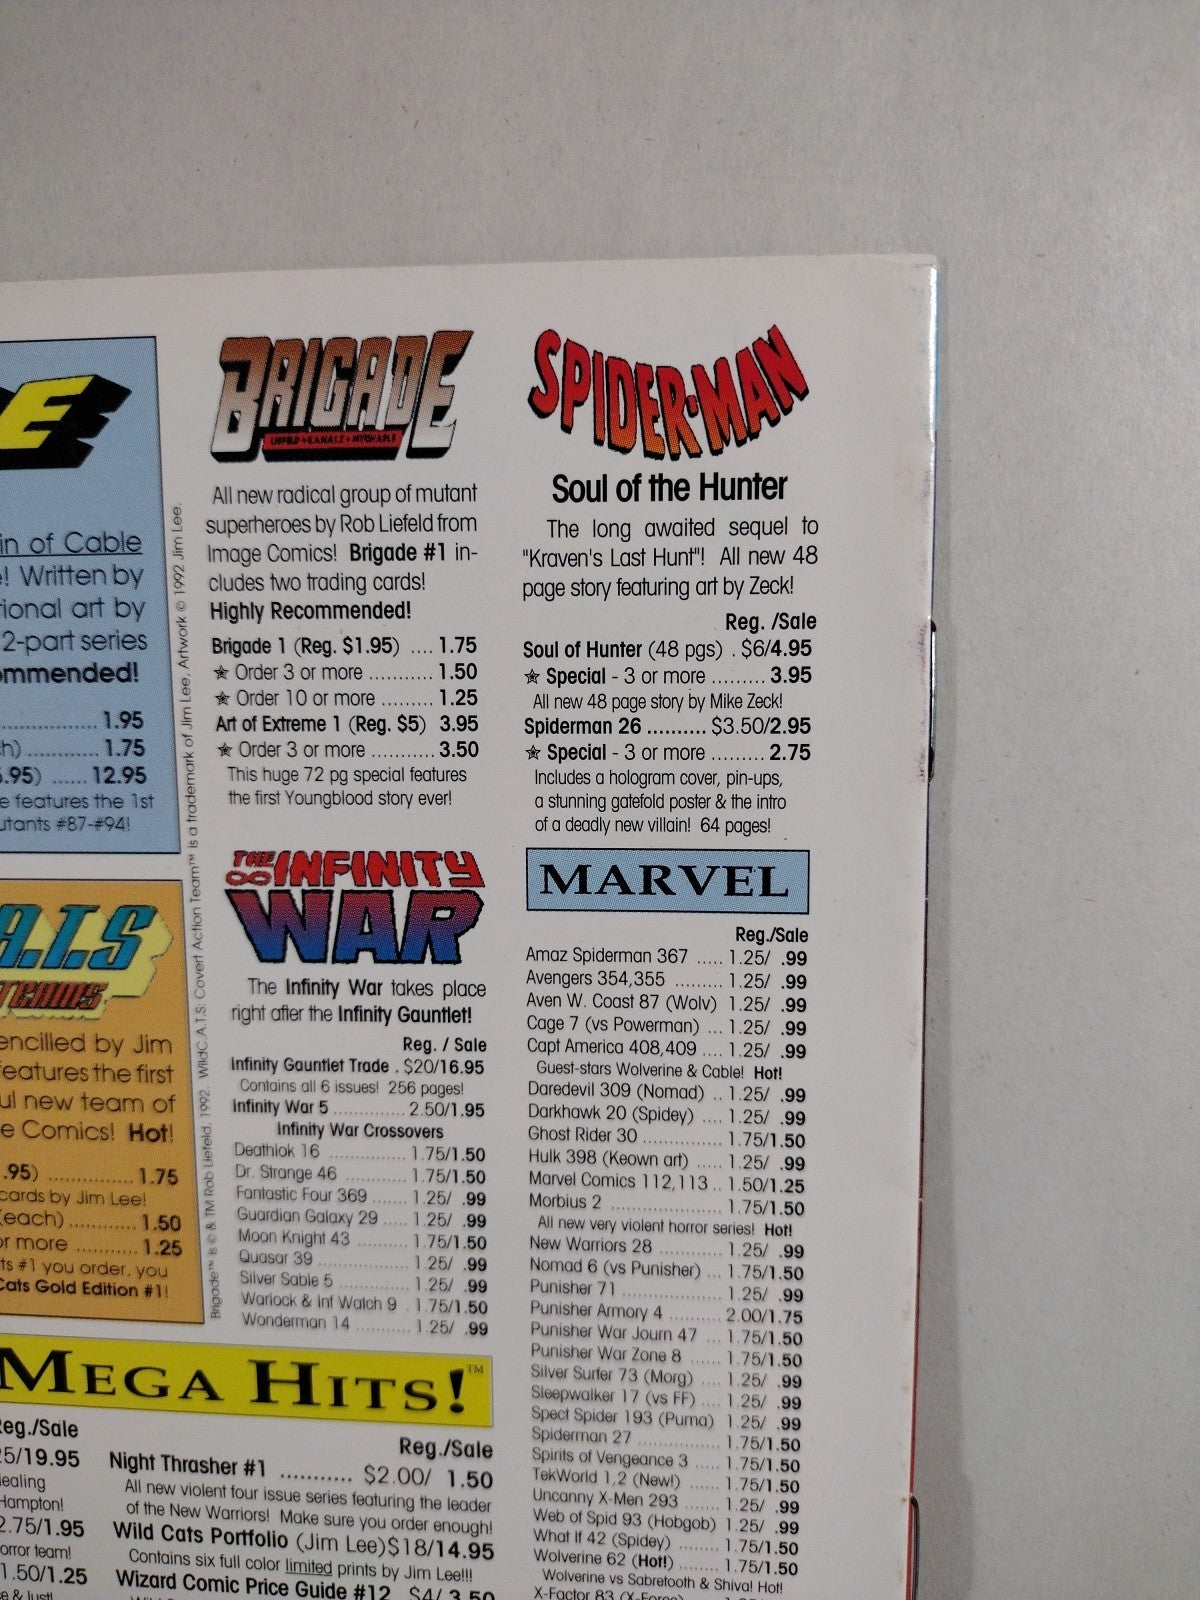 E
in of Cable
! Written by
tional art by
2-part series
mmended!
1.95
h) ............ 1.75
.95) ...... 12.95
e features the 1st
utants #87-#94!
A.T.S
TEAMS
encilled by Jim
features the first
ul new team of
e Comics! Hot!
.95) ............. 1.75
cards by Jim Lee!
(each) ............ 1.50
or more ........... 1.25
ts #1 you order, you
Cats Gold Edition #1!
Brigade™ is © & TM Rob Liefeld, 1992. WildC.A.T.S: Covert Action Team™ is a trademark of Jim Lee, Artwork © 1992 Jim Lee.
BRIGADE
LIEFELD • KANALZ • MYCHAELS
All new radical group of mutant
superheroes by Rob Liefeld from
Image Comics! Brigade #1 in-
cludes two trading cards!
Highly Recommended!
Brigade 1 (Reg. $1.95) .... 1.75
★ Order 3 or more ........... 1.50
★ Order 10 or more ......... 1.25
Art of Extreme 1 (Reg. $5) 3.95
★ Order 3 or more .......... 3.50
This huge 72 pg special features
the first Youngblood story ever!
THE INFINITY
WAR
The Infinity War takes place
right after the Infinity Gauntlet!
Reg. / Sale
Infinity Gauntlet Trade . $20/16.95
Contains all 6 issues! 256 pages!
Infinity War 5 ............ 2.50/1.95
Infinity War Crossovers
Deathlok 16 ............... 1.75/1.50
Dr. Strange 46 ............ 1.75/1.50
Fantastic Four 369 ....... 1.25/ .99
Guardian Galaxy 29 ..... 1.25/ .99
Moon Knight 43 .......... 1.75/1.50
Quasar 39 ................. 1.25/ .99
Silver Sable 5 ............. 1.25/ .99
Warlock & Inf Watch 9 . 1.75/1.50
Wonderman 14 ........... 1 25/ .99
SPIDER-MAN
Soul of the Hunter
The long awaited sequel to
"Kraven's Last Hunt"! All new 48
page story featuring art by Zeck!
Reg. /Sale
Soul of Hunter (48 pgs) . $6/4.95
★ Special - 3 or more ......... 3.95
All new 48 page story by Mike Zeck!
Spiderman 26 .......... $3.50/2.95
★ Special - 3 or more ......... 2.75
Includes a hologram cover, pin-ups,
a stunning gatefold poster & the intro
of a deadly new villain! 64 pages!
MARVEL
Reg./Sale
Amaz Spiderman 367 ..... 1.25/ .99
Avengers 354,355 ......... 1.25/ .99
Aven W. Coast 87 (Wolv) 1.25/ .99
Cage 7 (vs Powerman) ... 1.25/ .99
Capt America 408,409 .... 1.25/ .99
Guest-stars Wolverine & Cable! Hot!
Daredevil 309 (Nomad) .. 1.25/ .99
Darkhawk 20 (Spidey) .... 1.25/ .99
Ghost Rider 30 ............... 1.75/1.50
Hulk 398 (Keown art) ..... 1.25/ .99
Marvel Comics 112,113 .. 1.50/1.25
Morbius 2 ..................... 1.75/1.50
All new very violent horror series! Hot!
New Warriors 28 ............. 1.25/ .99
Nomad 6 (vs Punisher) ... 1.75/1.50
Punisher 71 ................... 1.25/ .99
Punisher Armory 4 .......... 2.00/1.75
Punisher War Journ 47 ... 1.75/1.50
Punisher War Zone 8 ...... 1.75/1.50
Silver Surfer 73 (Morg) .... 1.25/ .99
Sleepwalker 17 (vs FF) .... 1.25/ .99
Spect Spider 193 (Puma) 1.25/ .99
Spiderman 27 ................ 1.75/1.50
Spirits of Vengeance 3 .... 1.75/1.50
TekWorld 1,2 (New!) ....... 1.75/1.50
Uncanny X-Men 293 ....... 1.25/ .99
Web of Spid 93 (Hobgob) 1.25/ .99
What If 42 (Spidey) ........ 1.75/1.50
Wolverine 62 (Hot!) ........ 1.75/1.50
Wolverine vs Sabretooth & Shiva! Hot!
X-Factor 83 (X-Force)
MEGA HITS!™
Reg./Sale
5/19.95
ealing
Hampton!
2.75/1.95
orror team!
1.50/1.25
e & Just!
Reg./Sale
Night Thrasher #1 ........... $2.00/ 1.50
All new violent four issue series featuring the leader
of the New Warriors! Make sure you order enough!
Wild Cats Portfolio (Jim Lee)$18/14.95
Contains six full color limited prints by Jim Lee!!!
Wizard Comic Price Guide #12 $4/ 3.50